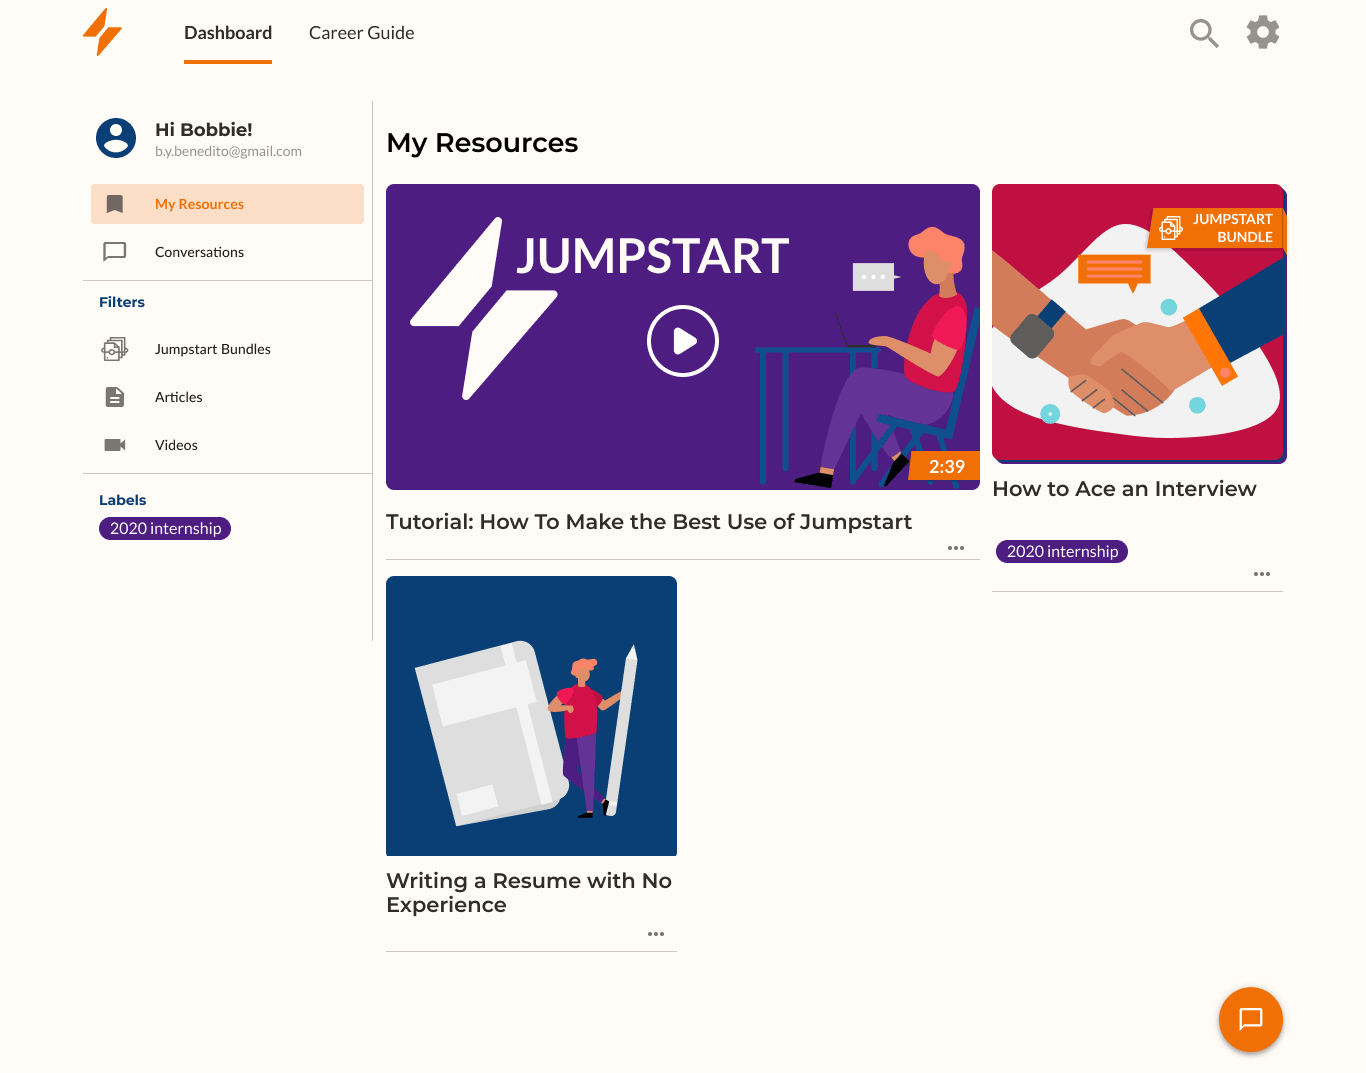 Dashboard
Career Guide
Hi Bobbie!
b.y.benedito@gmail.com
My Resources
Conversations
Filters
Jumpstart Bundles
Articles
Videos
Labels
2020 internship
My Resources
JUMPSTART
2:39
Tutorial: How To Make the Best Use of Jumpstart
JUMPSTART
BUNDLE
How to Ace an Interview
2020 internship
Writing a Resume with No
Experience